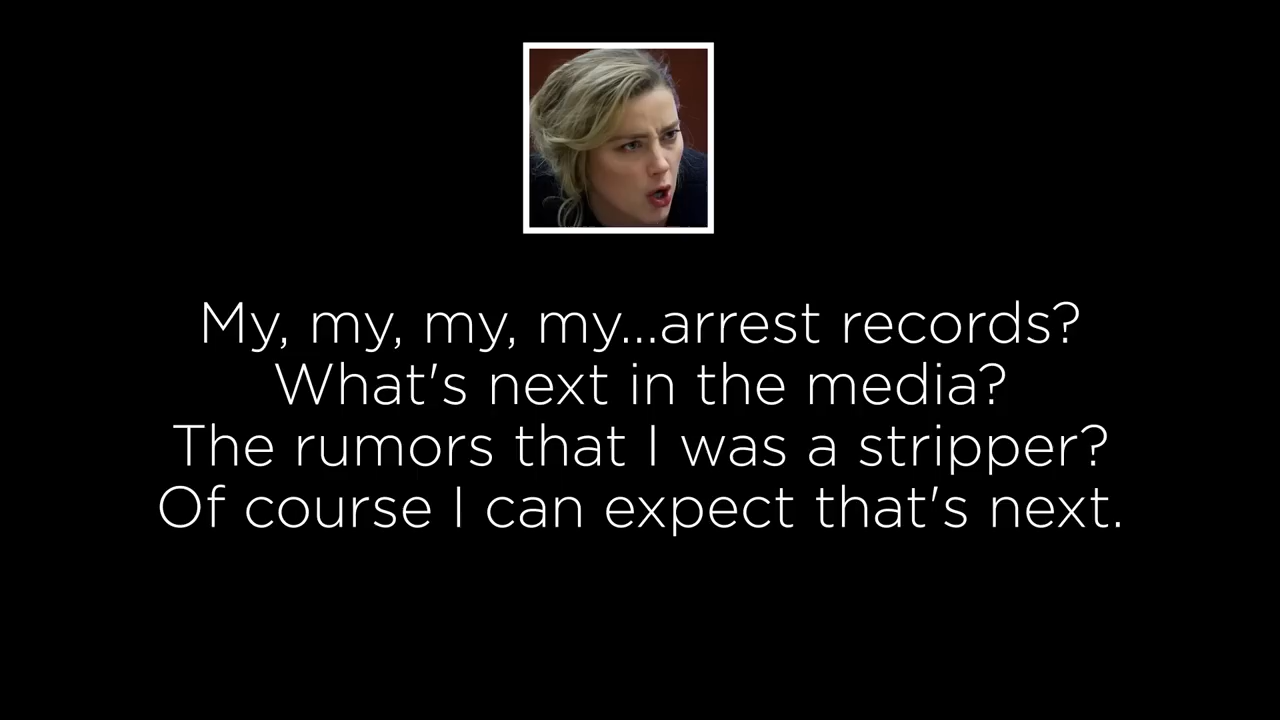 My, my, my, my...arrest records?
What's next in the media?
The rumors that I was a stripper?
Of course I can expect that's next.